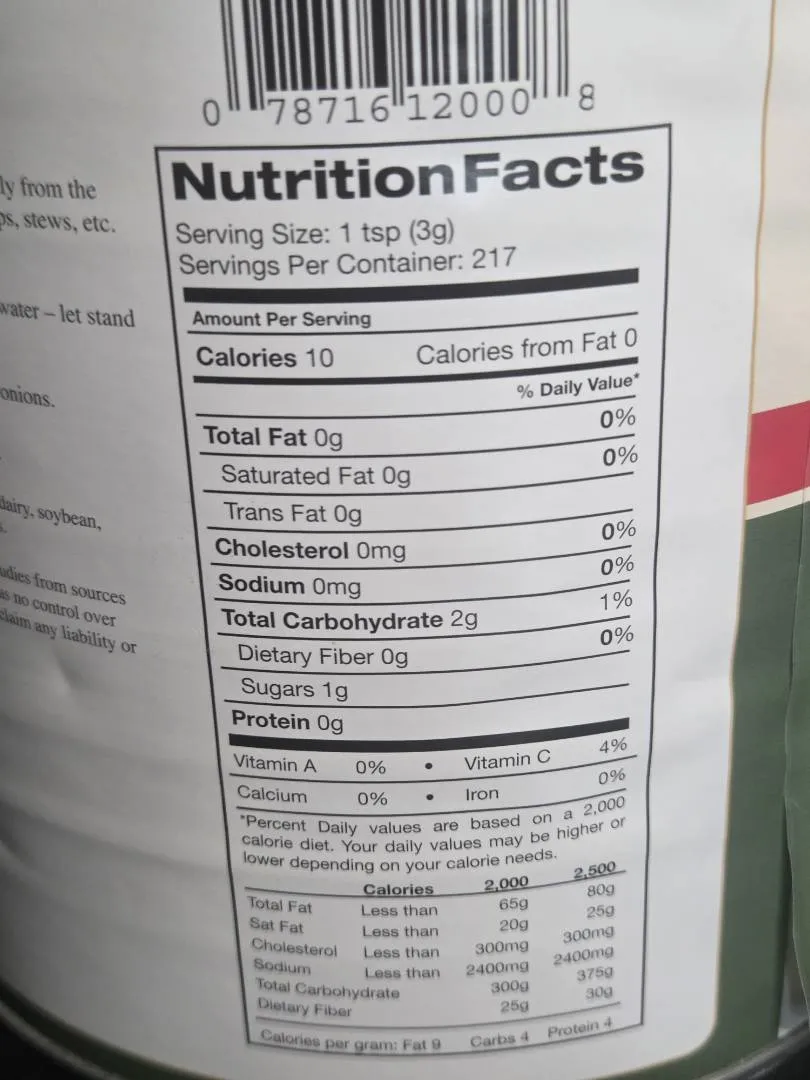 0 78716 12000 8
Nutrition Facts
Serving Size: 1 tsp (3g)
Servings Per Container: 217
Amount Per Serving
Calories 10 Calories from Fat 0
% Daily Value*
Total Fat 0g 0%
Saturated Fat 0g 0%
Trans Fat 0g
Cholesterol 0mg 0%
Sodium 0mg 0%
Total Carbohydrate 2g 1%
Dietary Fiber 0g 0%
Sugars 1g
Protein 0g
Vitamin A 0% • Vitamin C 4%
Calcium 0% • Iron 0%
*Percent Daily values are based on a 2,000
calorie diet. Your daily values may be higher or
lower depending on your calorie needs.
Calories 2,000 2,500
Total Fat Less than 65g 80g
Sat Fat Less than 20g 25g
Cholesterol Less than 300mg 300mg
Sodium Less than 2400mg 2400mg
Total Carbohydrate 300g 375g
Dietary Fiber 25g 30g
Calories per gram: Fat 9 Carbs 4 Protein 4
from the
stews, etc.
– let stand
onions.
soybean,
from sources
no control over
any liability or